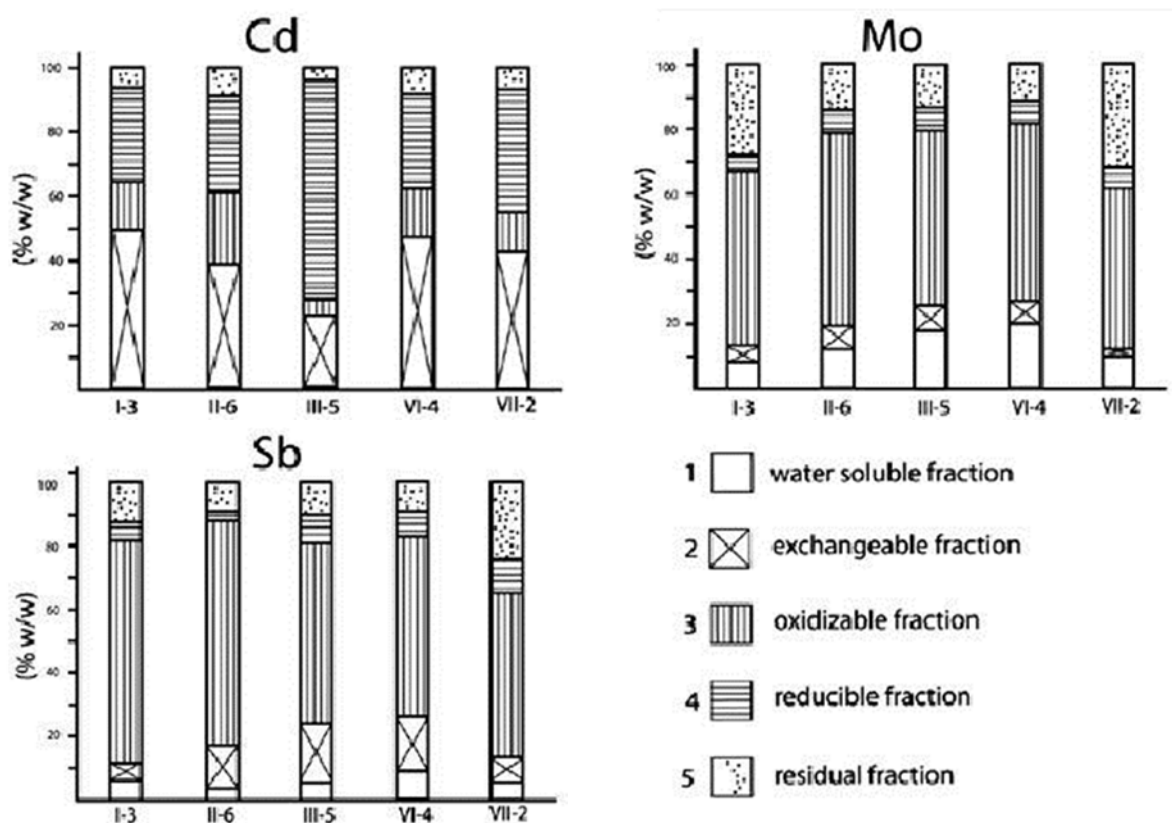 Cd
100
80
60
40
20
(% w/w)
I-3 II-6 III-5 VI-4 VII-2
Mo
100
80
60
40
20
(% w/w)
I-3 II-6 III-5 VI-4 VII-2
Sb
100
80
60
40
20
(% w/w)
I-3 II-6 III-5 VI-4 VII-2
1 water soluble fraction
2 exchangeable fraction
3 oxidizable fraction
4 reducible fraction
5 residual fraction